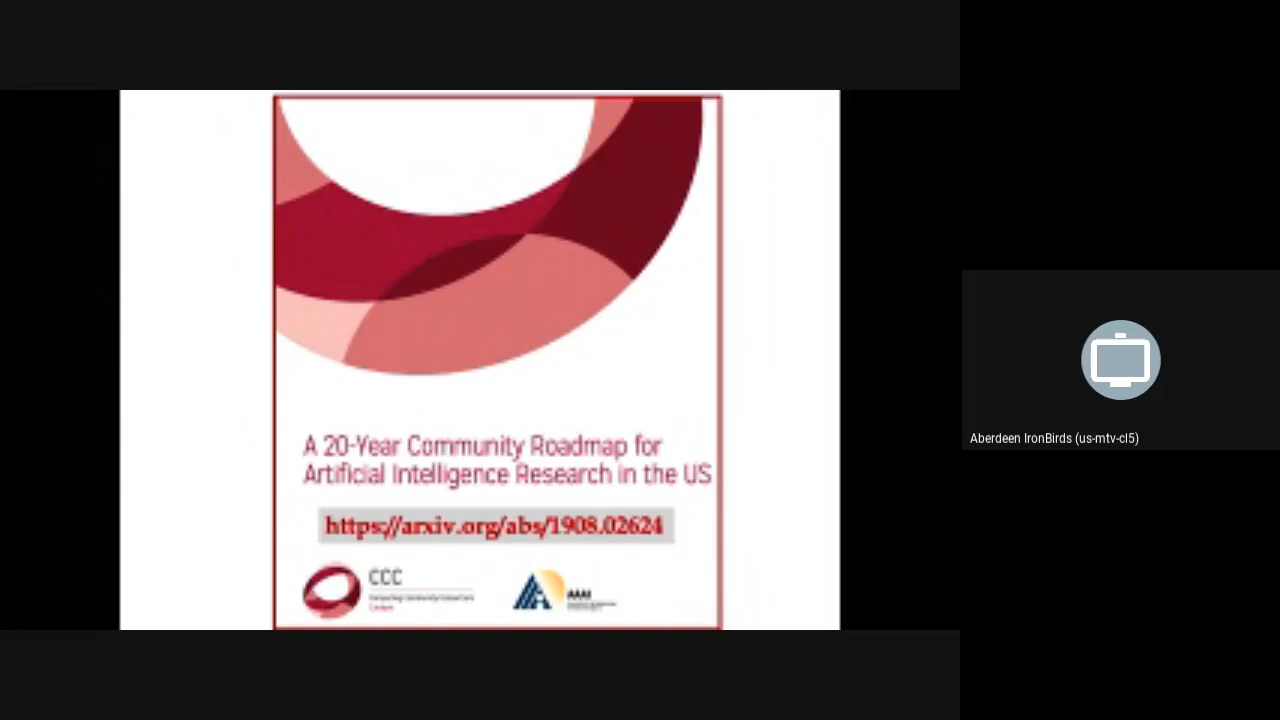 A 20-Year Community Roadmap for
Artificial Intelligence Research in the US
https://arxiv.org/abs/1908.02624
CCC
AAAI
Aberdeen IronBirds (us-mtv-cl5)